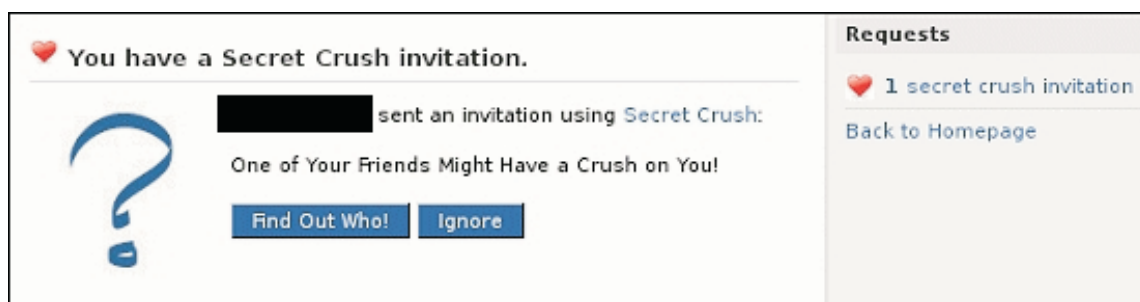 You have a Secret Crush invitation.
sent an invitation using Secret Crush:
One of Your Friends Might Have a Crush on You!
Find Out Who!
Ignore
Requests
1 secret crush invitation
Back to Homepage